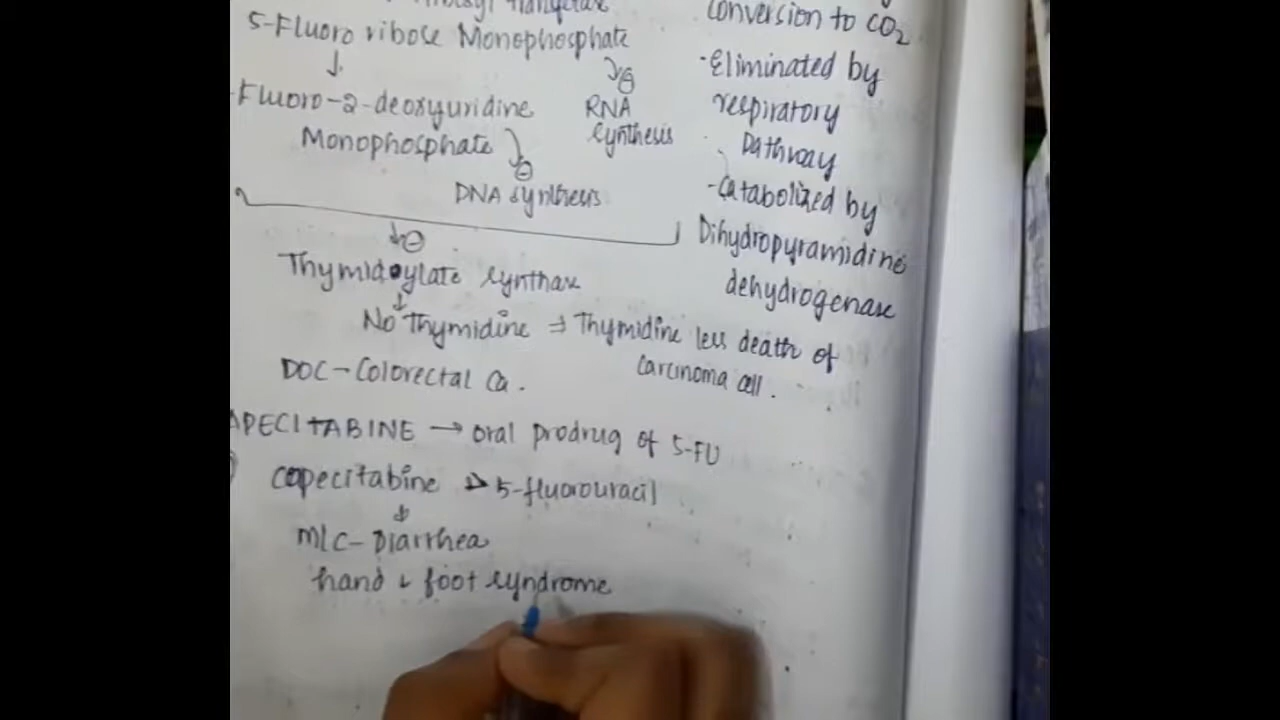 5-Fluoro ribose Monophosphate
Fluoro-2-deoxyuridine
Monophosphate
⊖
RNA
synthesis
⊖
DNA synthesis
conversion to CO2
-Eliminated by
respiratory
Pathway
-Catabolized by
Dihydropyramidine
dehydrogenase
⊖
Thymidoylate synthase
No Thymidine ⇒ Thymidine less death of
carcinoma cell.
DOC-Colorectal Ca.
APECITABINE → oral prodrug of 5-FU
Capecitabine → 5-fluorouracil
M/C-Diarrhea
hand & foot syndrome